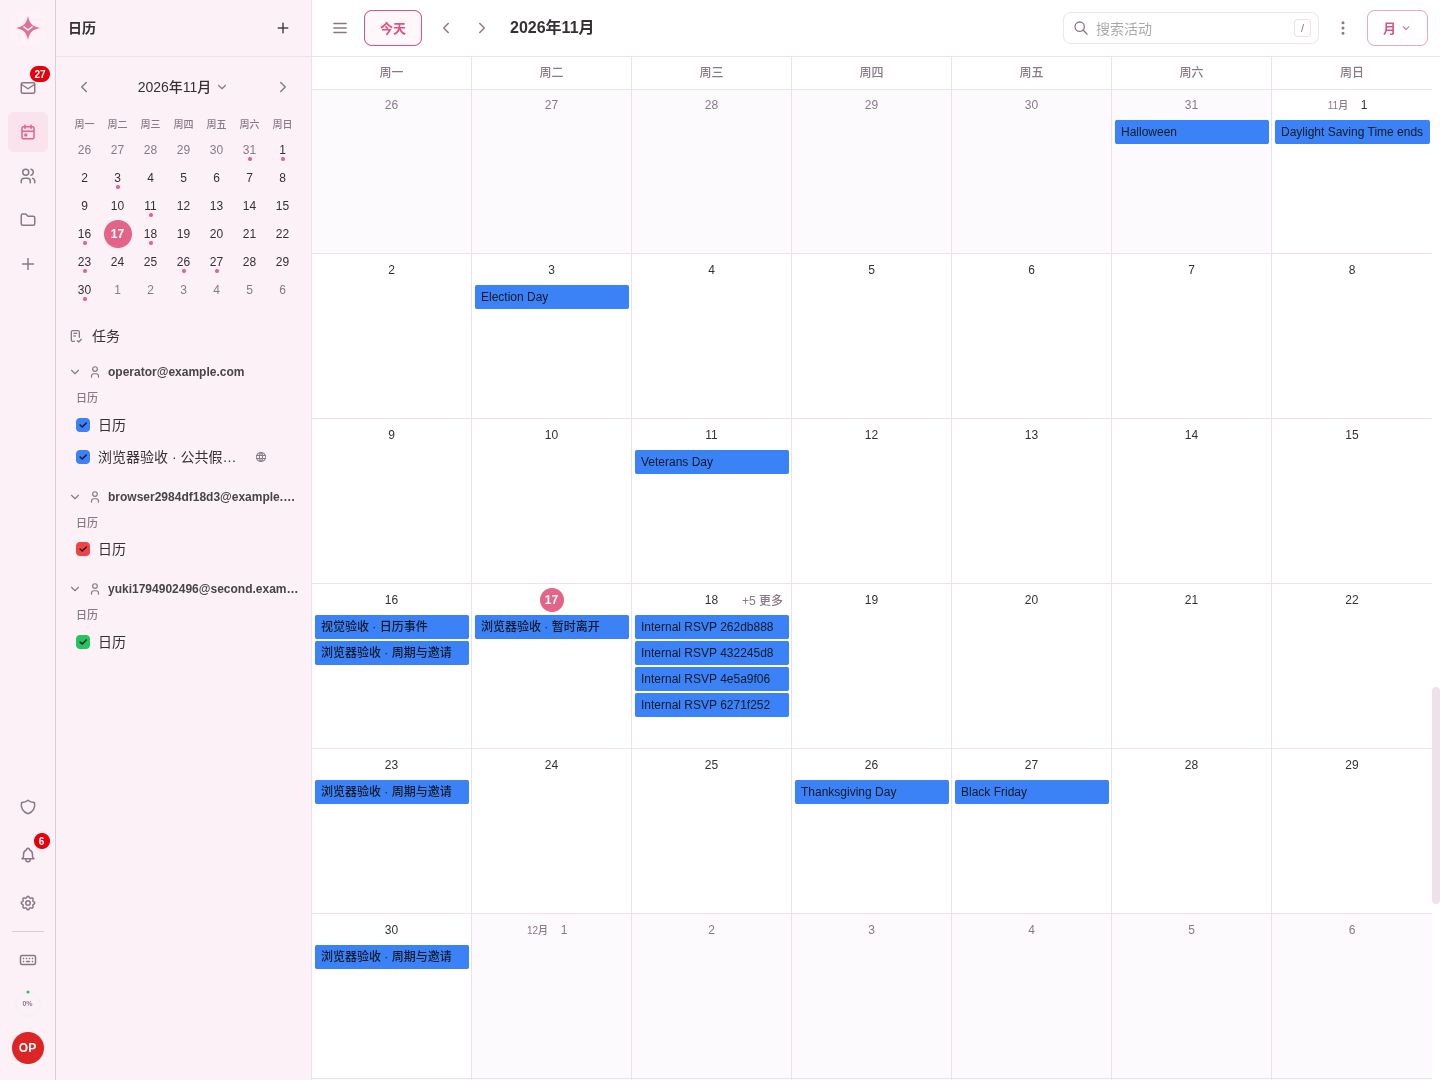 日历
今天
2026年11月
搜索活动
/
月
27
2026年11月
周一 周二 周三 周四 周五 周六 周日
26 27 28 29 30 31 1
2 3 4 5 6 7 8
9 10 11 12 13 14 15
16 17 18 19 20 21 22
23 24 25 26 27 28 29
30 1 2 3 4 5 6
任务
operator@example.com
日历
日历
浏览器验收 · 公共假…
browser2984df18d3@example.…
日历
日历
yuki1794902496@second.exam…
日历
日历
6
0%
OP
周一 周二 周三 周四 周五 周六 周日
26 27 28 29 30 31 11月 1
Halloween
Daylight Saving Time ends
2 3 4 5 6 7 8
Election Day
9 10 11 12 13 14 15
Veterans Day
16 17 18 +5 更多 19 20 21 22
视觉验收 · 日历事件
浏览器验收 · 周期与邀请
浏览器验收 · 暂时离开
Internal RSVP 262db888
Internal RSVP 432245d8
Internal RSVP 4e5a9f06
Internal RSVP 6271f252
23 24 25 26 27 28 29
浏览器验收 · 周期与邀请
Thanksgiving Day
Black Friday
30 12月 1 2 3 4 5 6
浏览器验收 · 周期与邀请